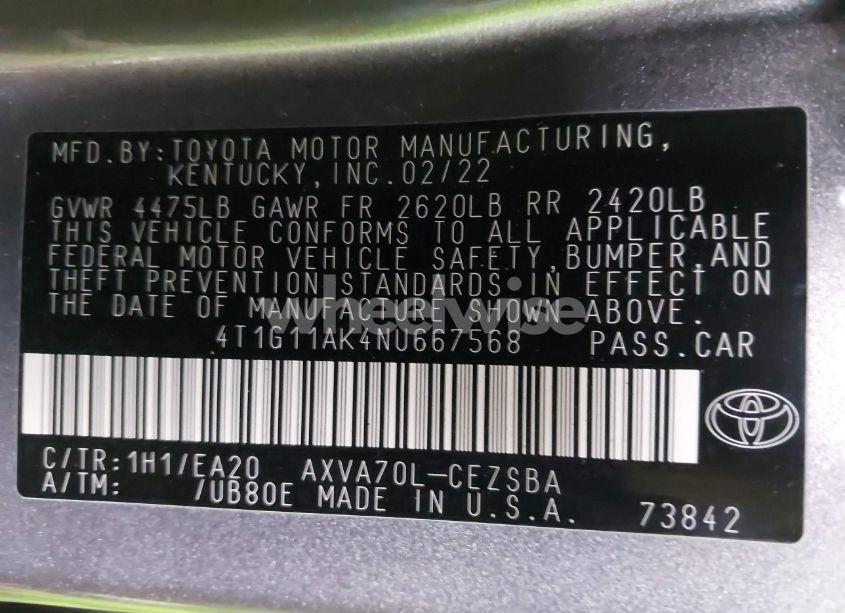 MFD.BY:TOYOTA MOTOR MANUFACTURING,
KENTUCKY,INC.02/22
GVWR 4475LB GAWR FR 2620LB RR 2420LB
THIS VEHICLE CONFORMS TO ALL APPLICABLE
FEDERAL MOTOR VEHICLE SAFETY,BUMPER,AND
THEFT PREVENTION STANDARDS IN EFFECT ON
THE DATE OF MANUFACTURE SHOWN ABOVE.
wheelwise
4T1G11AK4NU667568 PASS.CAR
C/TR:1H1/EA20 AXVA70L-CEZSBA
A/TM: /UB80E MADE IN U.S.A. 73842